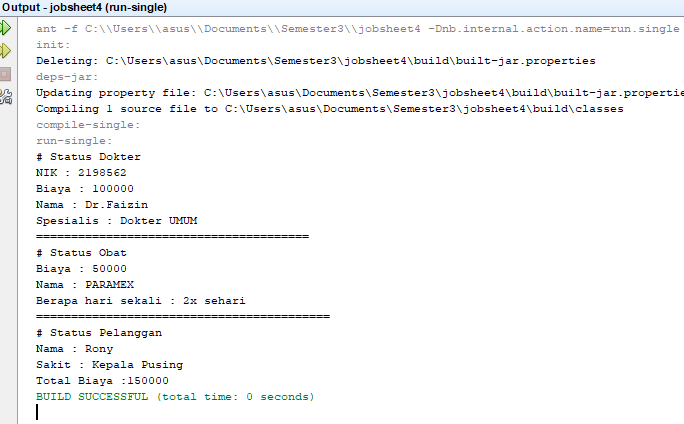 Output - jobsheet4 (run-single)
ant -f C:\\Users\\asus\\Documents\\Semester3\\jobsheet4 -Dnb.internal.action.name=run.single
init:
Deleting: C:\Users\asus\Documents\Semester3\jobsheet4\build\built-jar.properties
deps-jar:
Updating property file: C:\Users\asus\Documents\Semester3\jobsheet4\build\built-jar.propertie
Compiling 1 source file to C:\Users\asus\Documents\Semester3\jobsheet4\build\classes
compile-single:
run-single:
# Status Dokter
NIK : 2198562
Biaya : 100000
Nama : Dr.Faizin
Spesialis : Dokter UMUM
=======================================
# Status Obat
Biaya : 50000
Nama : PARAMEX
Berapa hari sekali : 2x sehari
==========================================
# Status Pelanggan
Nama : Rony
Sakit : Kepala Pusing
Total Biaya :150000
BUILD SUCCESSFUL (total time: 0 seconds)